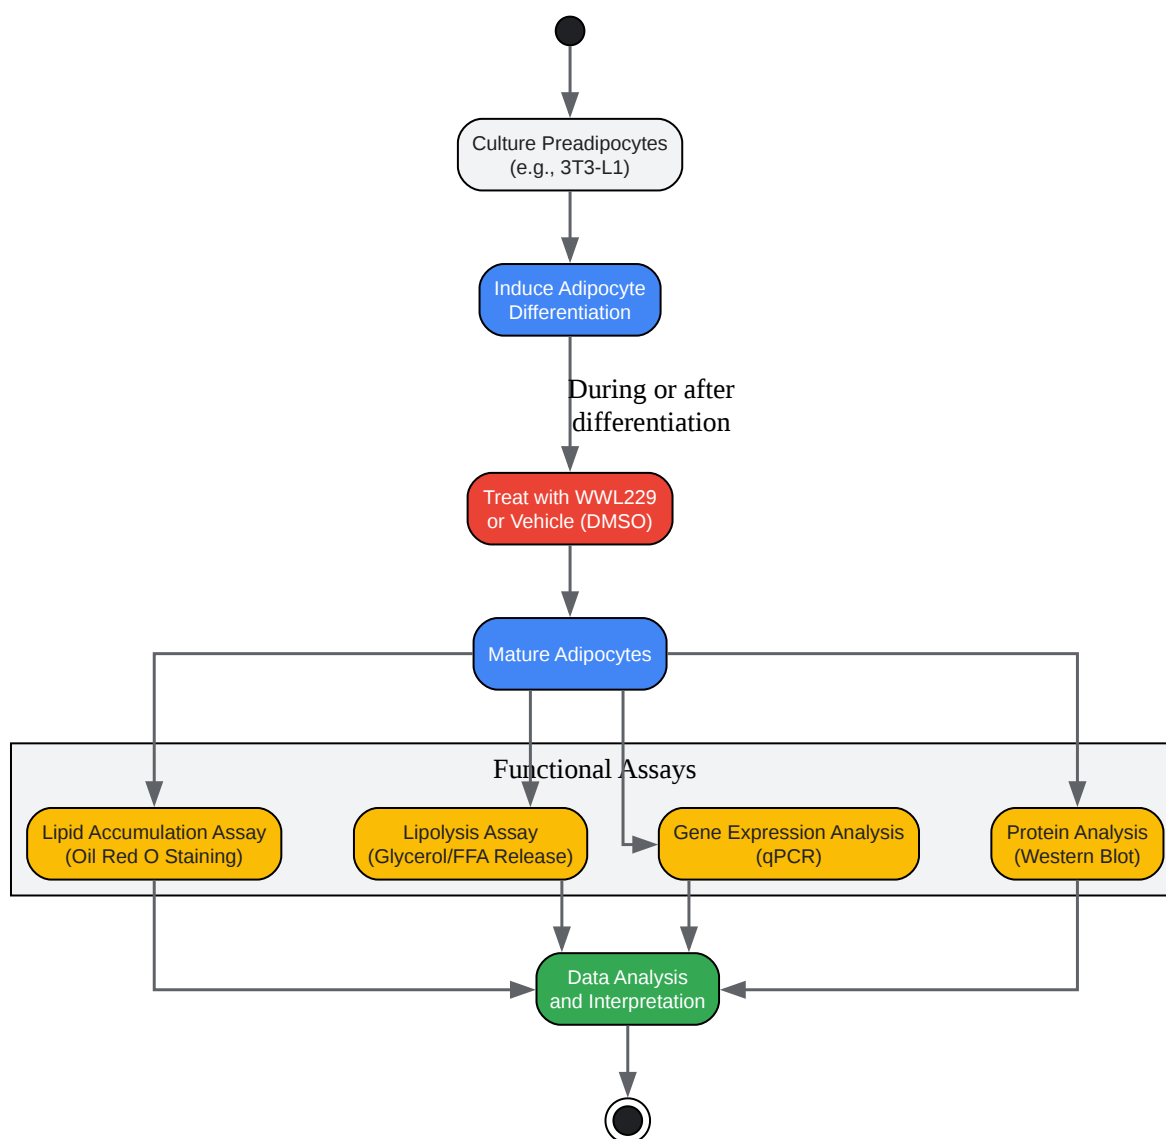 Culture Preadipocytes
(e.g., 3T3-L1)
Induce Adipocyte
Differentiation
During or after
differentiation
Treat with WWL229
or Vehicle (DMSO)
Mature Adipocytes
Functional Assays
Lipid Accumulation Assay
(Oil Red O Staining)
Lipolysis Assay
(Glycerol/FFA Release)
Gene Expression Analysis
(qPCR)
Protein Analysis
(Western Blot)
Data Analysis
and Interpretation